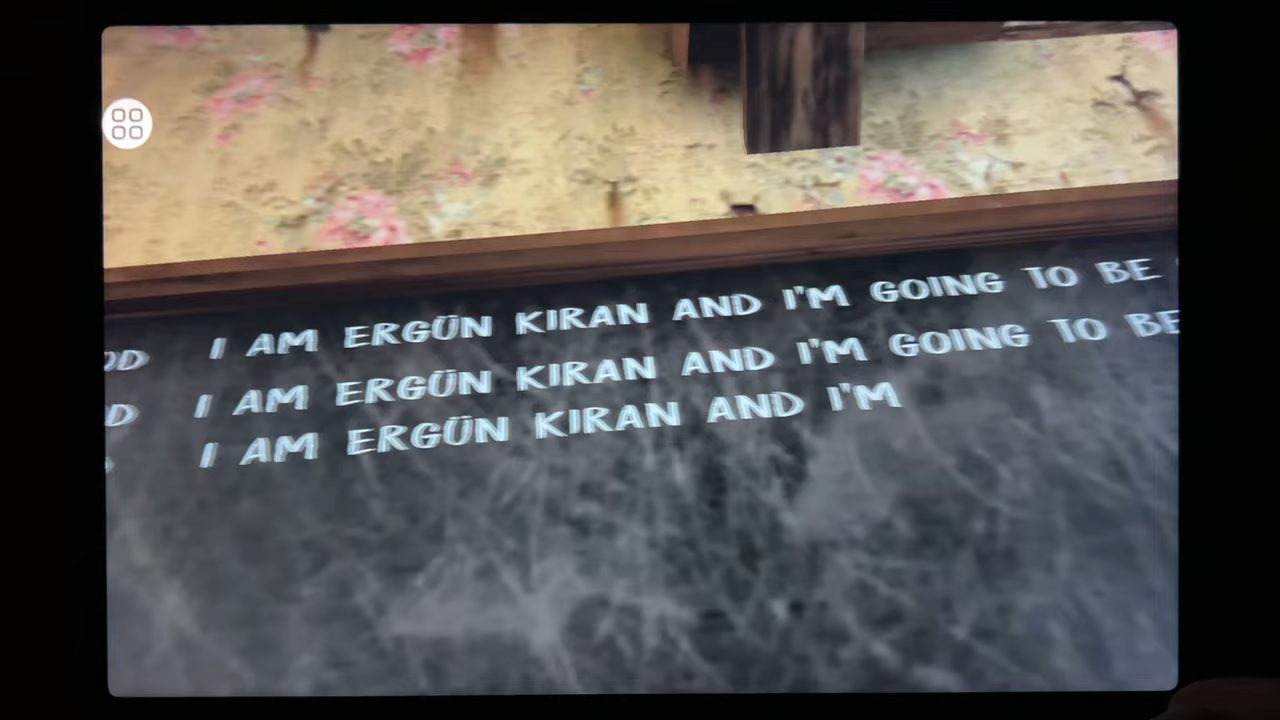 I AM ERGÜN KIRAN AND I'M GOING TO BE
I AM ERGÜN KIRAN AND I'M GOING TO BE
I AM ERGÜN KIRAN AND I'M